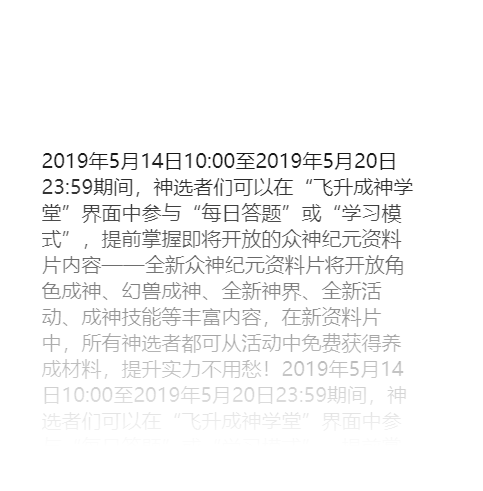 2019年5月14日10:00至2019年5月20日
23:59期间，神选者们可以在“飞升成神学
堂”界面中参与“每日答题”或“学习模
式”，提前掌握即将开放的众神纪元资料
片内容——全新众神纪元资料片将开放角
色成神、幻兽成神、全新神界、全新活
动、成神技能等丰富内容，在新资料片
中，所有神选者都可从活动中免费获得养
成材料，提升实力不用愁！2019年5月14
日10:00至2019年5月20日23:59期间，神
选者们可以在“飞升成神学堂”界面中参